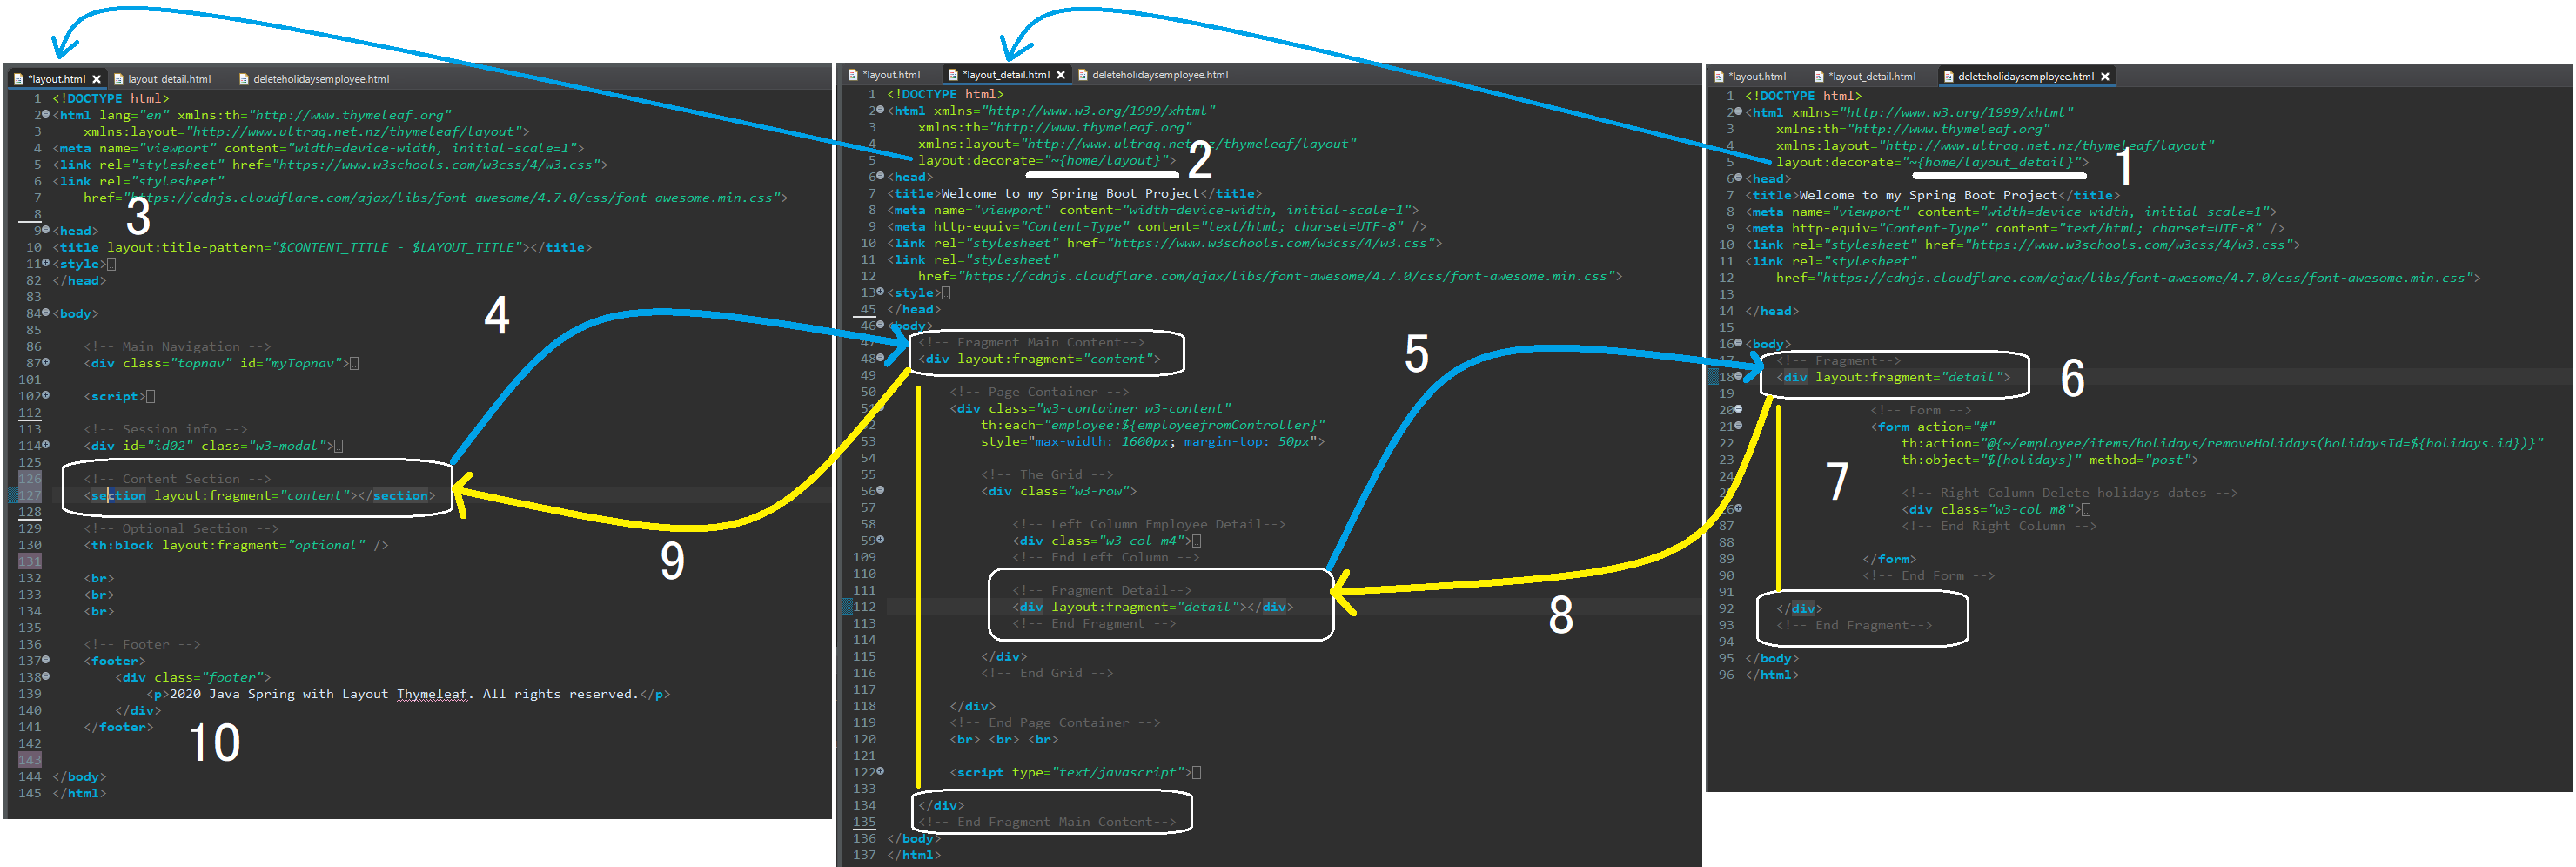 *layout.html
layout_detail.html
deleteholidaysemployee.html
1 <!DOCTYPE html>
2 <html lang="en" xmlns:th="http://www.thymeleaf.org"
3 xmlns:layout="http://www.ultraq.net.nz/thymeleaf/layout">
4 <meta name="viewport" content="width=device-width, initial-scale=1">
5 <link rel="stylesheet" href="https://www.w3schools.com/w3css/4/w3.css">
6 <link rel="stylesheet"
7 href="https://cdnjs.cloudflare.com/ajax/libs/font-awesome/4.7.0/css/font-awesome.min.css">
8
3
9 <head>
10 <title layout:title-pattern="$CONTENT_TITLE - $LAYOUT_TITLE"></title>
11 <style>
82 </head>
83
4
84 <body>
85
86 <!-- Main Navigation -->
87 <div class="topnav" id="myTopnav">
101
102 <script>
112
113 <!-- Session info -->
114 <div id="id02" class="w3-modal">
125
126 <!-- Content Section -->
127 <section layout:fragment="content"></section>
128
129 <!-- Optional Section -->
130 <th:block layout:fragment="optional" />
9
131
132 <br>
133 <br>
134 <br>
135
136 <!-- Footer -->
137 <footer>
138 <div class="footer">
139 <p>2020 Java Spring with Layout Thymeleaf. All rights reserved.</p>
140 </div>
141 </footer>
10
142
143
144 </body>
145 </html>
*layout.html
*layout_detail.html
deleteholidaysemployee.html
1 <!DOCTYPE html>
2 <html xmlns="http://www.w3.org/1999/xhtml"
3 xmlns:th="http://www.thymeleaf.org"
4 xmlns:layout="http://www.ultraq.net.nz/thymeleaf/layout"
5 layout:decorate="~{home/layout}">
2
6 <head>
7 <title>Welcome to my Spring Boot Project</title>
8 <meta name="viewport" content="width=device-width, initial-scale=1">
9 <meta http-equiv="Content-Type" content="text/html; charset=UTF-8" />
10 <link rel="stylesheet" href="https://www.w3schools.com/w3css/4/w3.css">
11 <link rel="stylesheet"
12 href="https://cdnjs.cloudflare.com/ajax/libs/font-awesome/4.7.0/css/font-awesome.min.css">
13 <style>
45 </head>
46 <body>
47 <!-- Fragment Main Content-->
48 <div layout:fragment="content">
5
49
50 <!-- Page Container -->
51 <div class="w3-container w3-content"
52 th:each="employee:${employeefromController}"
53 style="max-width: 1600px; margin-top: 50px">
54
55 <!-- The Grid -->
56 <div class="w3-row">
57
58 <!-- Left Column Employee Detail-->
59 <div class="w3-col m4">
109 <!-- End Left Column -->
110
111 <!-- Fragment Detail-->
112 <div layout:fragment="detail"></div>
113 <!-- End Fragment -->
8
114
115 </div>
116 <!-- End Grid -->
117
118 </div>
119 <!-- End Page Container -->
120 <br> <br> <br>
121
122 <script type="text/javascript">
133
134 </div>
135 <!-- End Fragment Main Content-->
136 </body>
137 </html>
*layout.html
*layout_detail.html
deleteholidaysemployee.html
1 <!DOCTYPE html>
2 <html xmlns="http://www.w3.org/1999/xhtml"
3 xmlns:th="http://www.thymeleaf.org"
4 xmlns:layout="http://www.ultraq.net.nz/thymeleaf/layout"
5 layout:decorate="~{home/layout_detail}">
1
6 <head>
7 <title>Welcome to my Spring Boot Project</title>
8 <meta name="viewport" content="width=device-width, initial-scale=1">
9 <meta http-equiv="Content-Type" content="text/html; charset=UTF-8" />
10 <link rel="stylesheet" href="https://www.w3schools.com/w3css/4/w3.css">
11 <link rel="stylesheet"
12 href="https://cdnjs.cloudflare.com/ajax/libs/font-awesome/4.7.0/css/font-awesome.min.css">
13
14 </head>
15
16 <body>
17 <!-- Fragment-->
18 <div layout:fragment="detail">
6
19
20 <!-- Form -->
21 <form action="#"
22 th:action="@{~/employee/items/holidays/removeHolidays(holidaysId=${holidays.id})}"
23 th:object="${holidays}" method="post">
7
<!-- Right Column Delete holidays dates -->
<div class="w3-col m8">
87 <!-- End Right Column -->
88
89 </form>
90 <!-- End Form -->
91
92 </div>
93 <!-- End Fragment-->
94
95 </body>
96 </html>